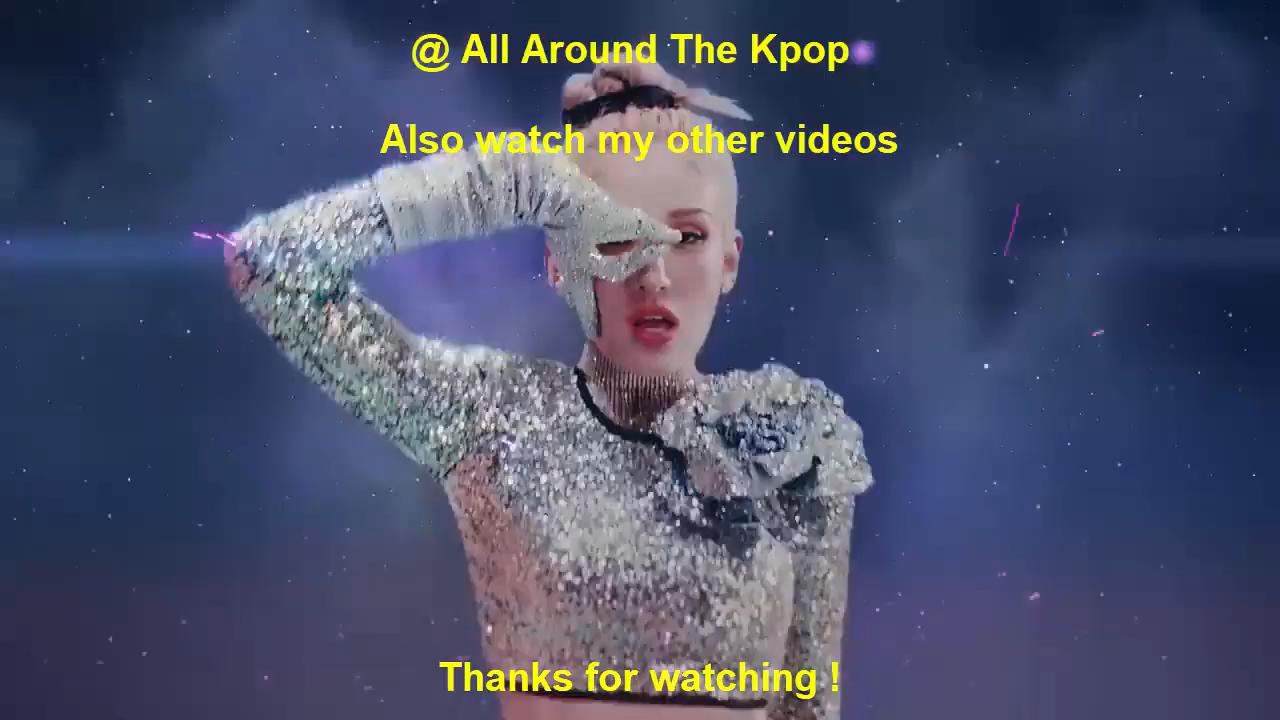 @ All Around The Kpop
Also watch my other videos
Thanks for watching !